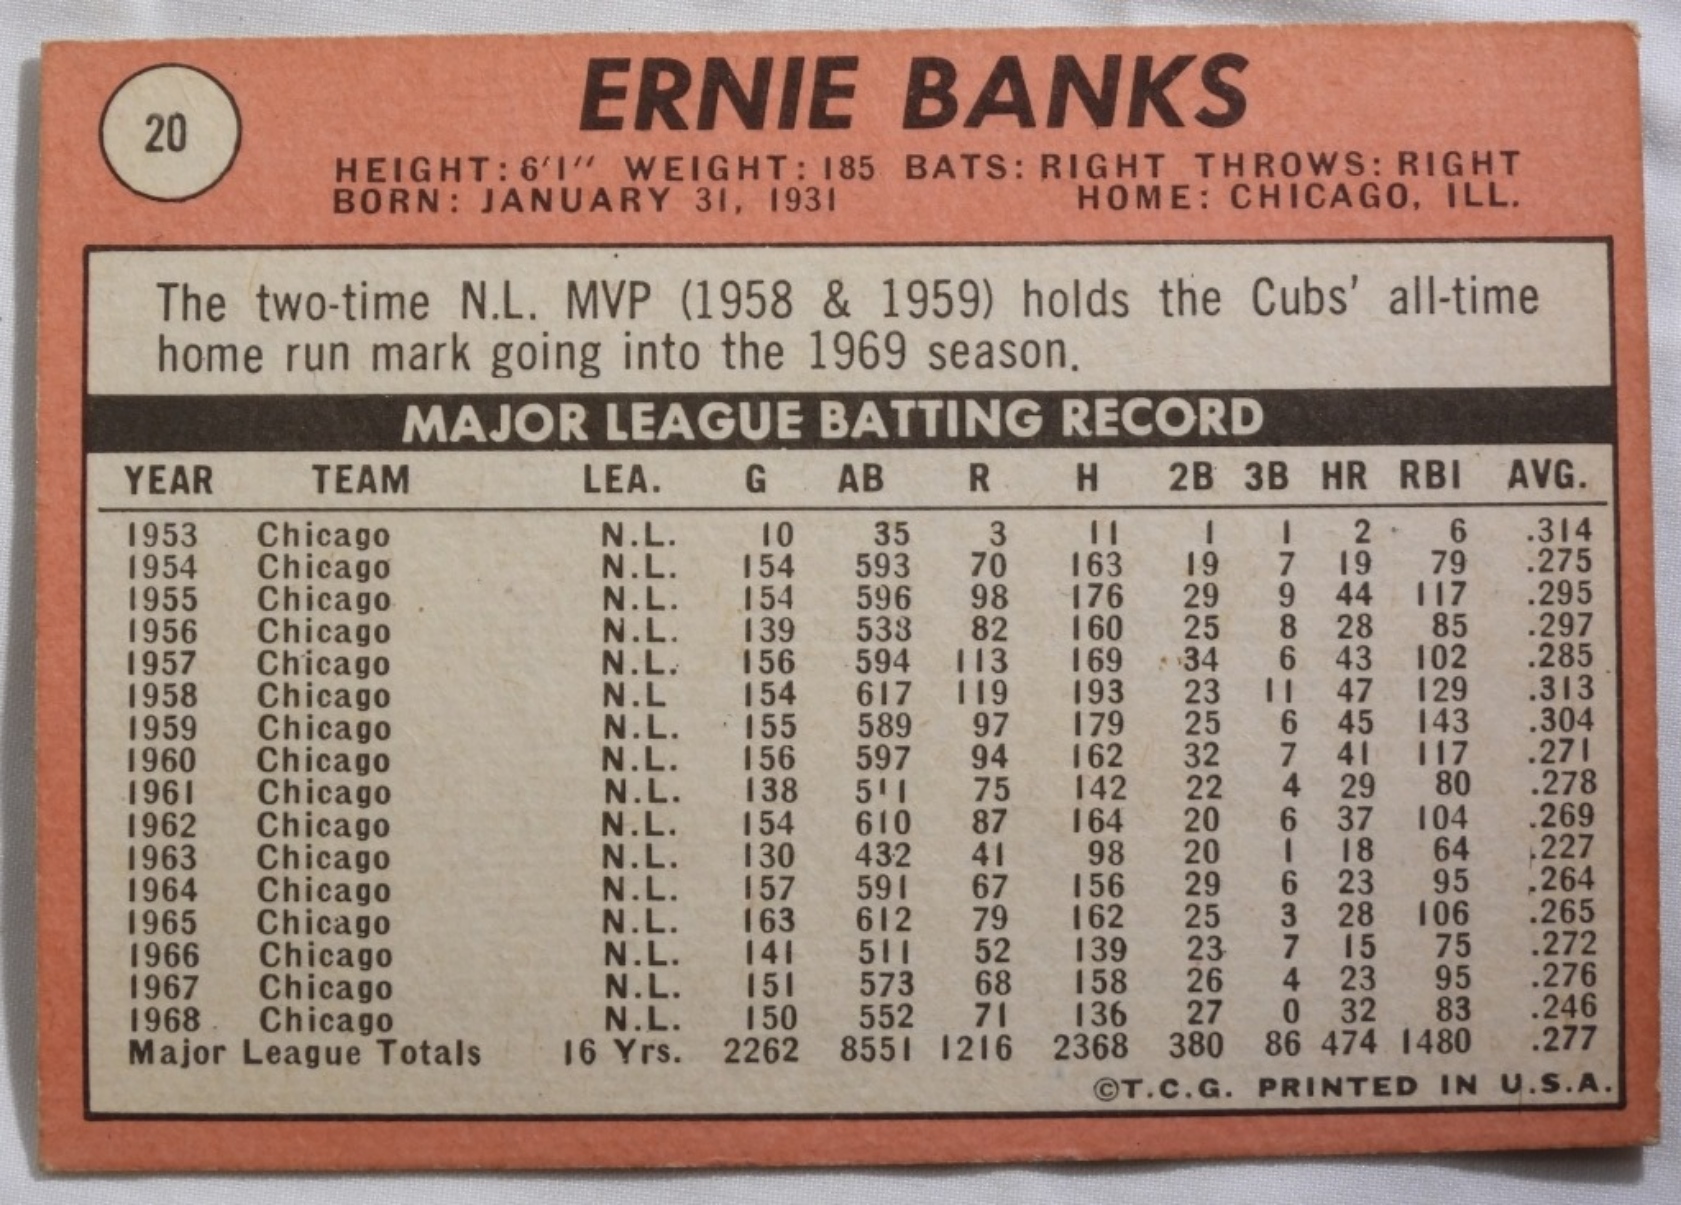 20
ERNIE BANKS
HEIGHT: 6'1" WEIGHT: 185 BATS: RIGHT THROWS: RIGHT
BORN: JANUARY 31, 1931 HOME: CHICAGO, ILL.
The two-time N.L. MVP (1958 & 1959) holds the Cubs' all-time
home run mark going into the 1969 season.
MAJOR LEAGUE BATTING RECORD
YEAR TEAM LEA. G AB R H 2B 3B HR RBI AVG.
1953 Chicago N.L. 10 35 3 11 1 1 2 6 .314
1954 Chicago N.L. 154 593 70 163 19 7 19 79 .275
1955 Chicago N.L. 154 596 98 176 29 9 44 117 .295
1956 Chicago N.L. 139 538 82 160 25 8 28 85 .297
1957 Chicago N.L. 156 594 113 169 34 6 43 102 .285
1958 Chicago N.L 154 617 119 193 23 11 47 129 .313
1959 Chicago N.L. 155 589 97 179 25 6 45 143 .304
1960 Chicago N.L. 156 597 94 162 32 7 41 117 .271
1961 Chicago N.L. 138 511 75 142 22 4 29 80 .278
1962 Chicago N.L. 154 610 87 164 20 6 37 104 .269
1963 Chicago N.L. 130 432 41 98 20 1 18 64 .227
1964 Chicago N.L. 157 591 67 156 29 6 23 95 .264
1965 Chicago N.L. 163 612 79 162 25 3 28 106 .265
1966 Chicago N.L. 141 511 52 139 23 7 15 75 .272
1967 Chicago N.L. 151 573 68 158 26 4 23 95 .276
1968 Chicago N.L. 150 552 71 136 27 0 32 83 .246
Major League Totals 16 Yrs. 2262 8551 1216 2368 380 86 474 1480 .277
©T.C.G. PRINTED IN U.S.A.